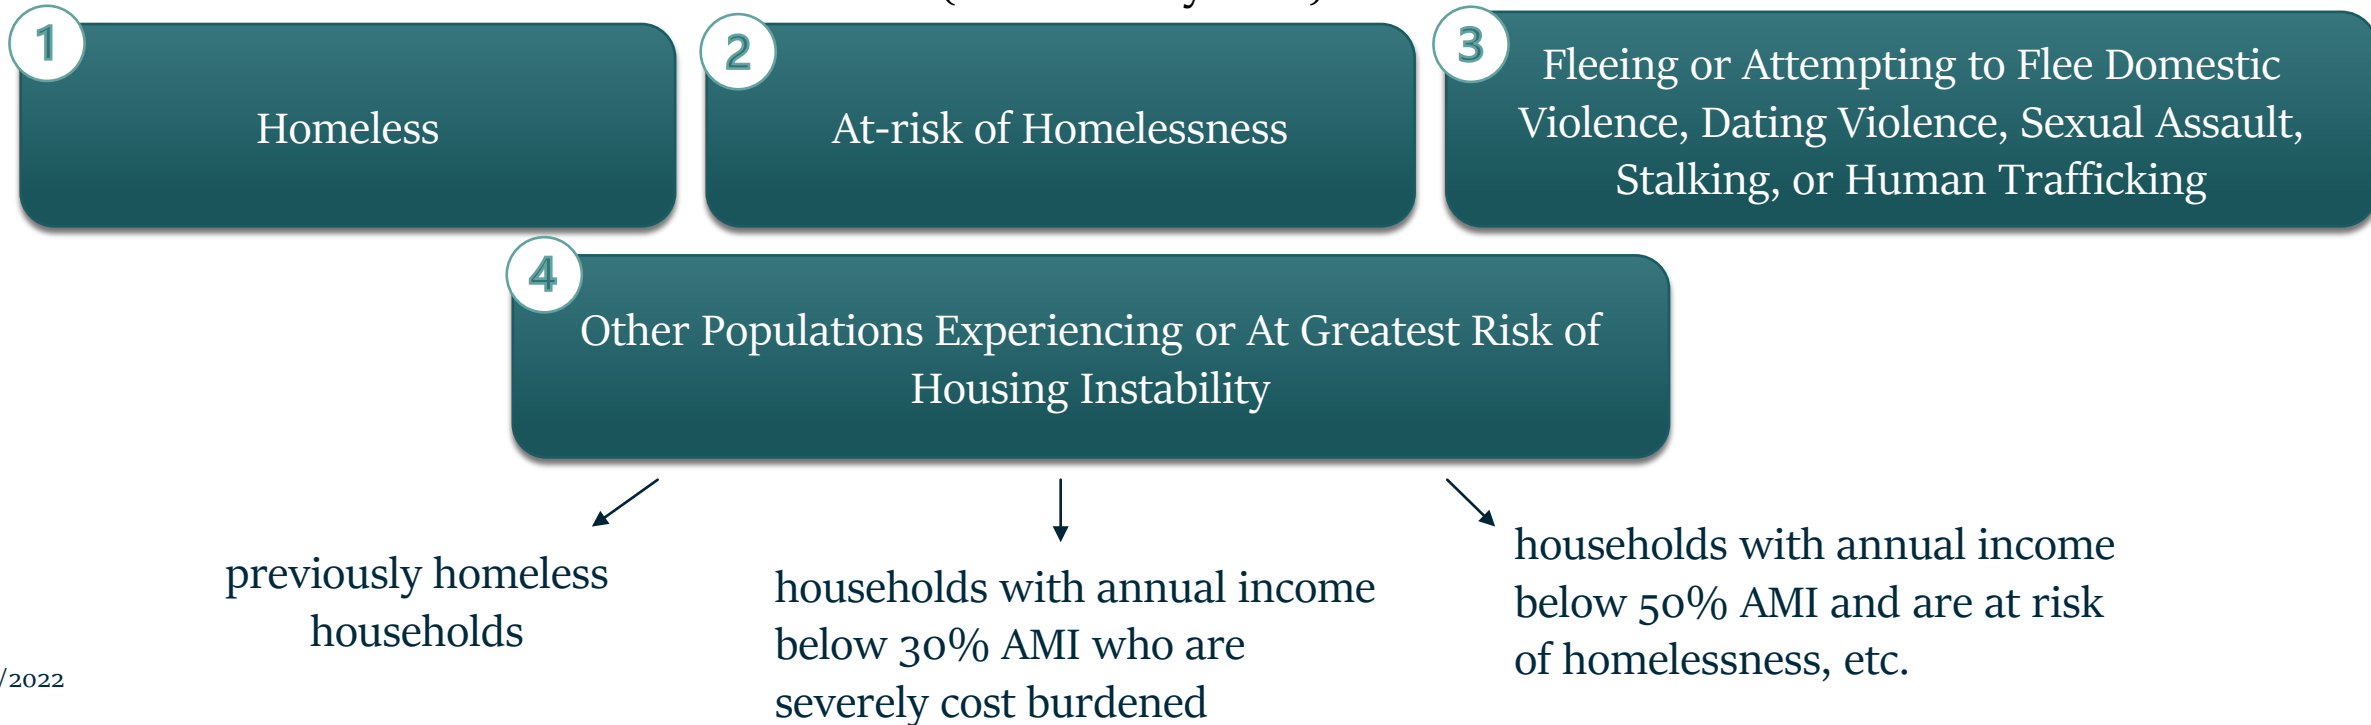 1
Homeless
2
At-risk of Homelessness
3
Fleeing or Attempting to Flee Domestic
Violence, Dating Violence, Sexual Assault,
Stalking, or Human Trafficking
4
Other Populations Experiencing or At Greatest Risk of
Housing Instability
previously homeless
households
households with annual income
below 30% AMI who are
severely cost burdened
households with annual income
below 50% AMI and are at risk
of homelessness, etc.
/2022